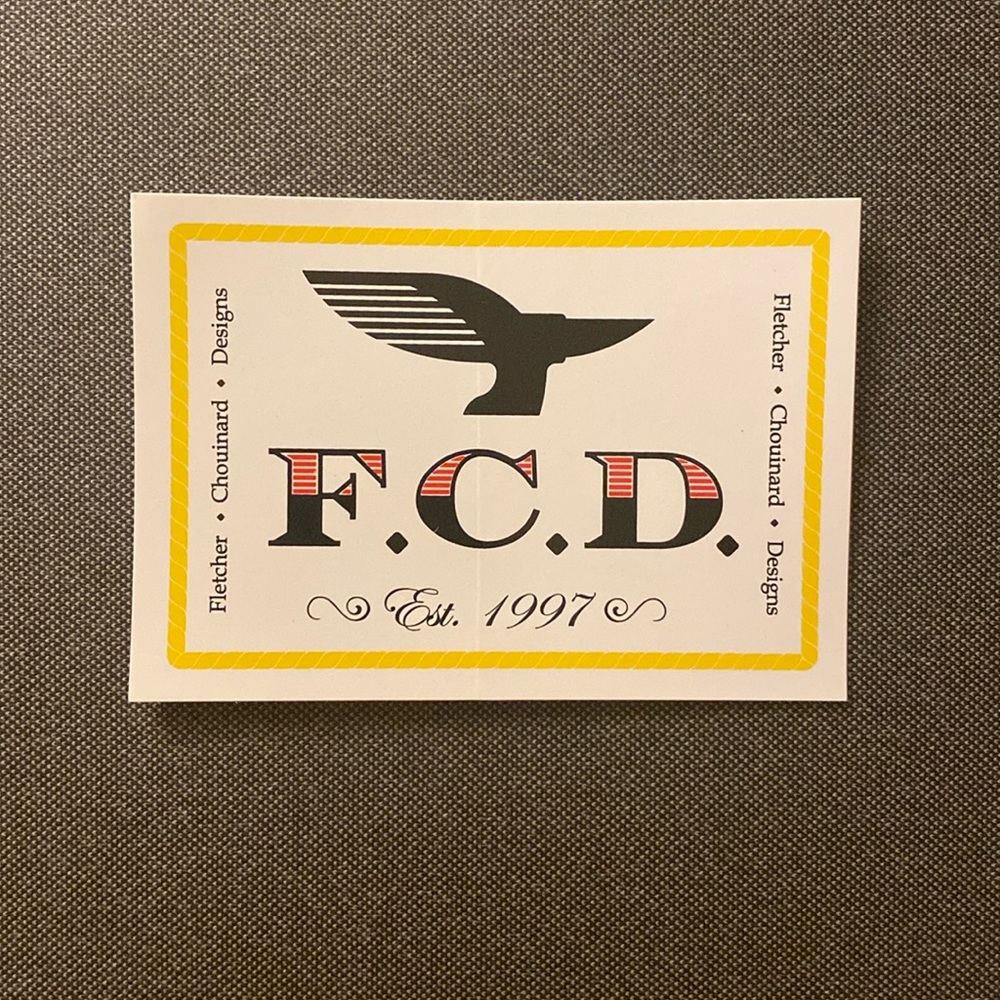 Fletcher • Chouinard • Designs
F.C.D.
Est. 1997
Fletcher • Chouinard • Designs